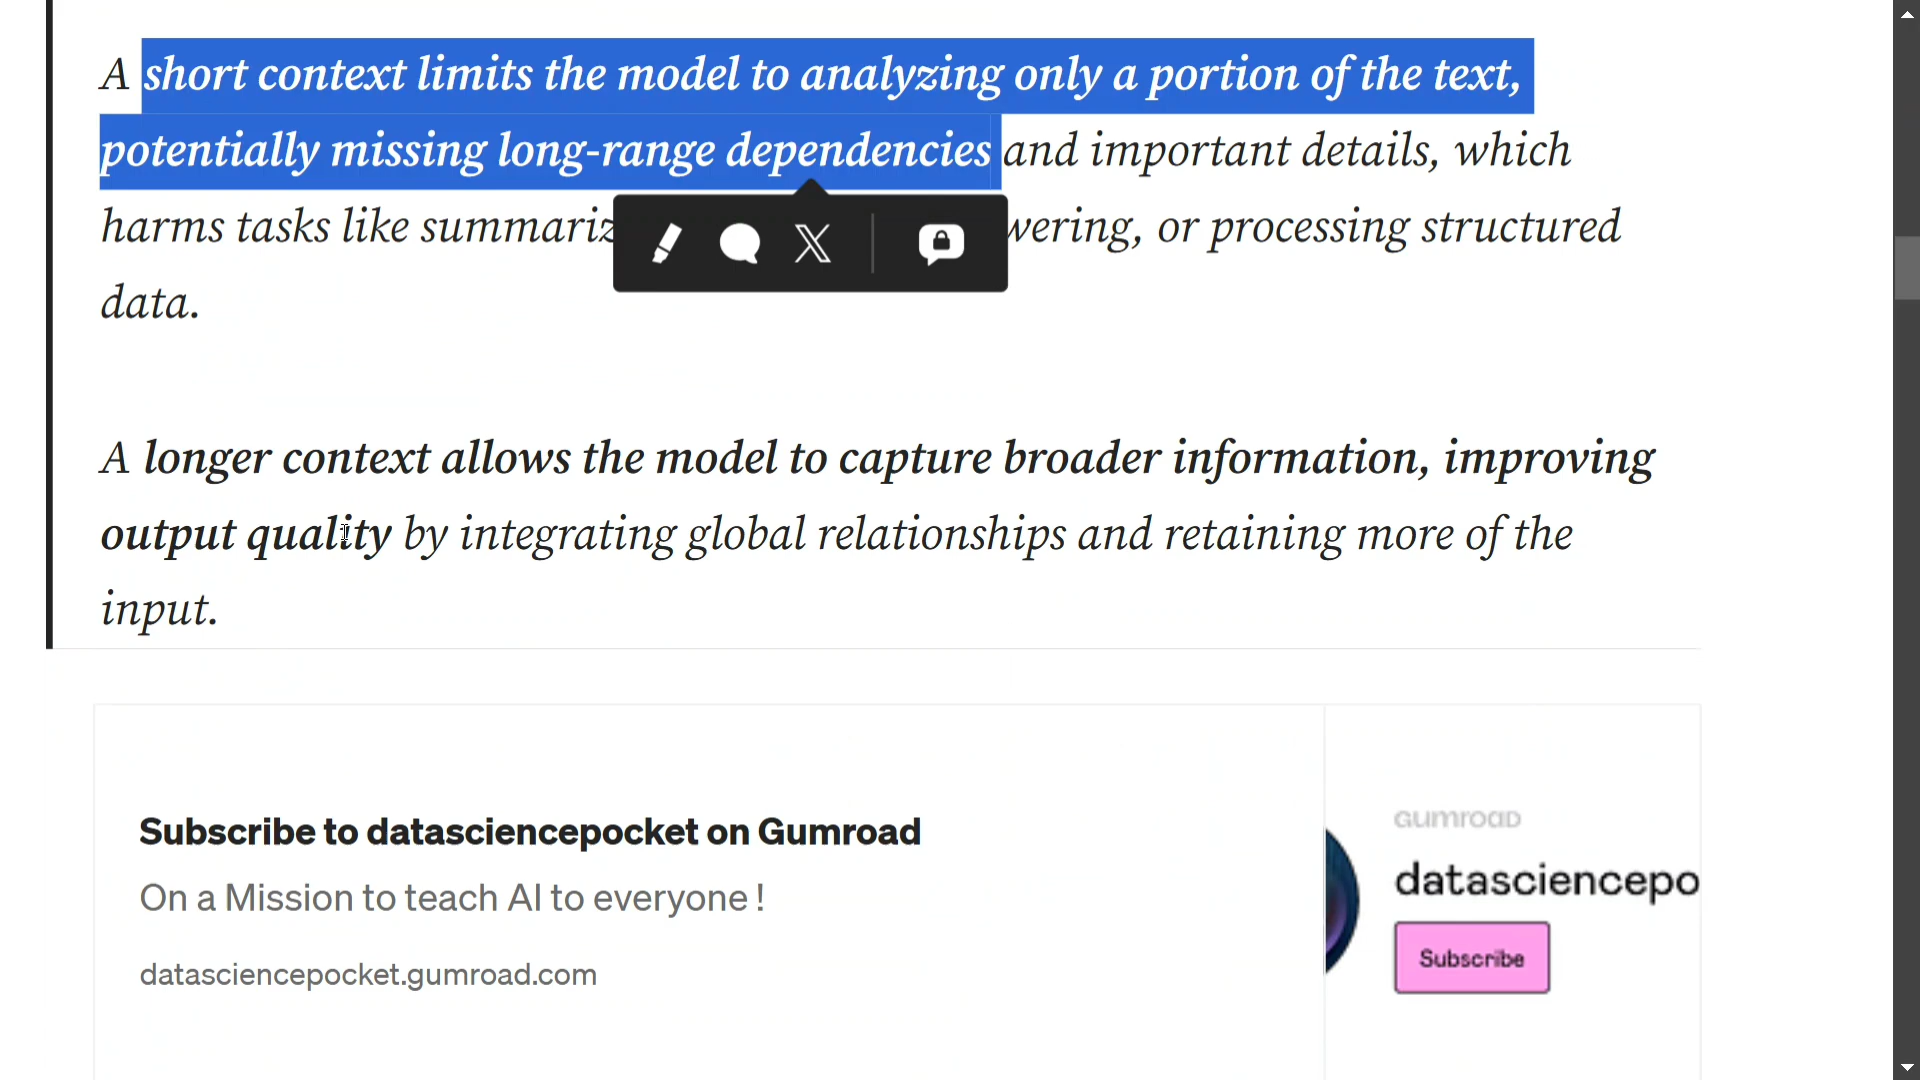 A short context limits the model to analyzing only a portion of the text,
potentially missing long-range dependencies and important details, which
harms tasks like summariz wering, or processing structured
data.
A longer context allows the model to capture broader information, improving
output quality by integrating global relationships and retaining more of the
input.
Subscribe to datasciencepocket on Gumroad
On a Mission to teach AI to everyone !
datasciencepocket.gumroad.com
GUMROAD
datasciencepo
Subscribe